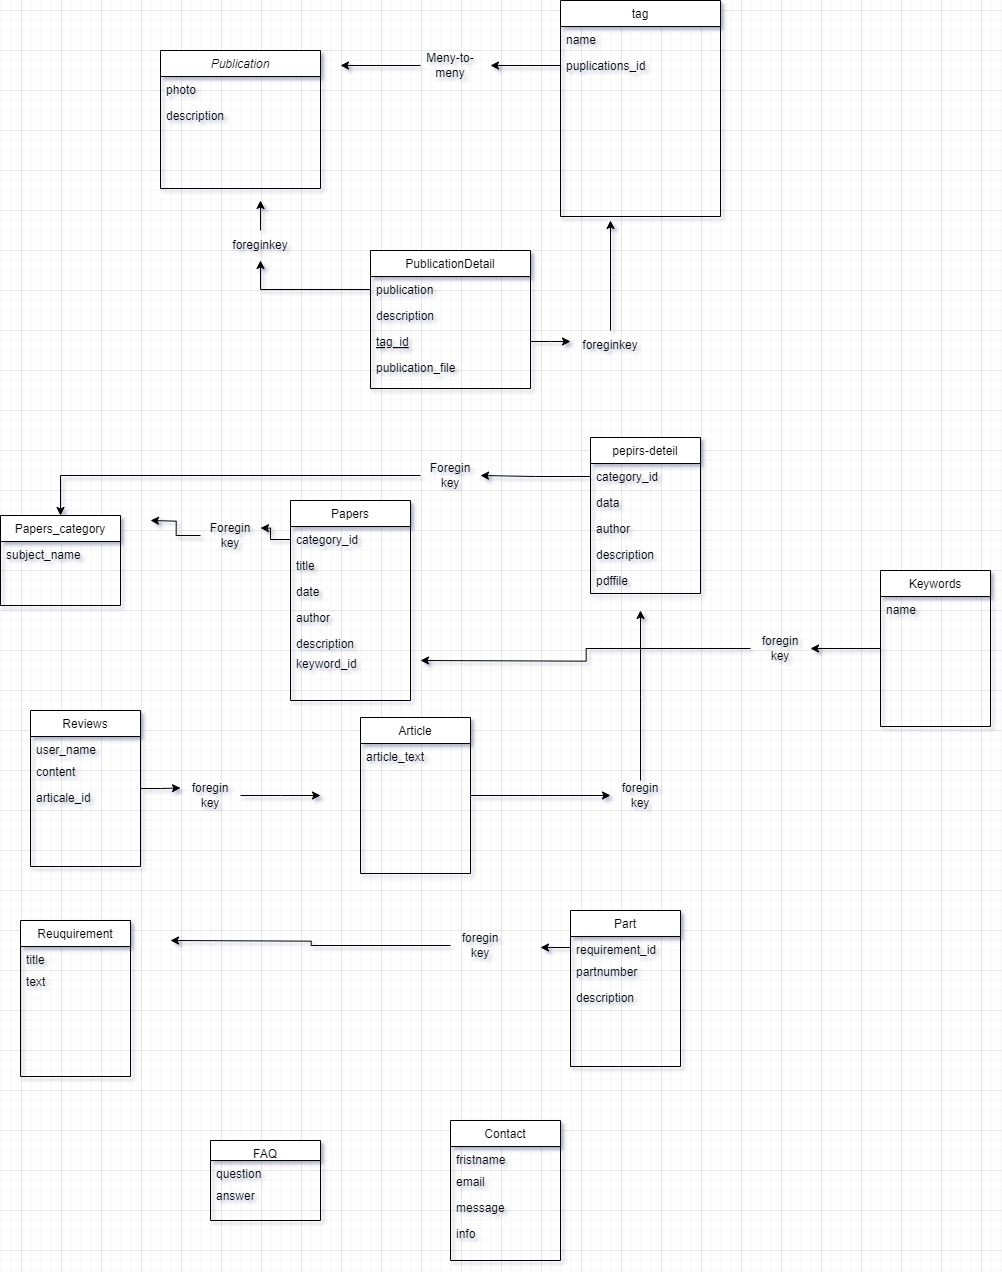 tag
name
puplications_id
Meny-to-
meny
Publication
photo
description
foreginkey
PublicationDetail
publication
description
tag_id
publication_file
foreginkey
pepirs-deteil
category_id
data
author
description
pdffile
Foregin
key
Papers_category
subject_name
Foregin
key
Papers
category_id
title
date
author
description
keyword_id
Keywords
name
foregin
key
Reviews
user_name
content
articale_id
foregin
key
Article
article_text
foregin
key
Reuquirement
title
text
foregin
key
Part
requirement_id
partnumber
description
FAQ
question
answer
Contact
fristname
email
message
info